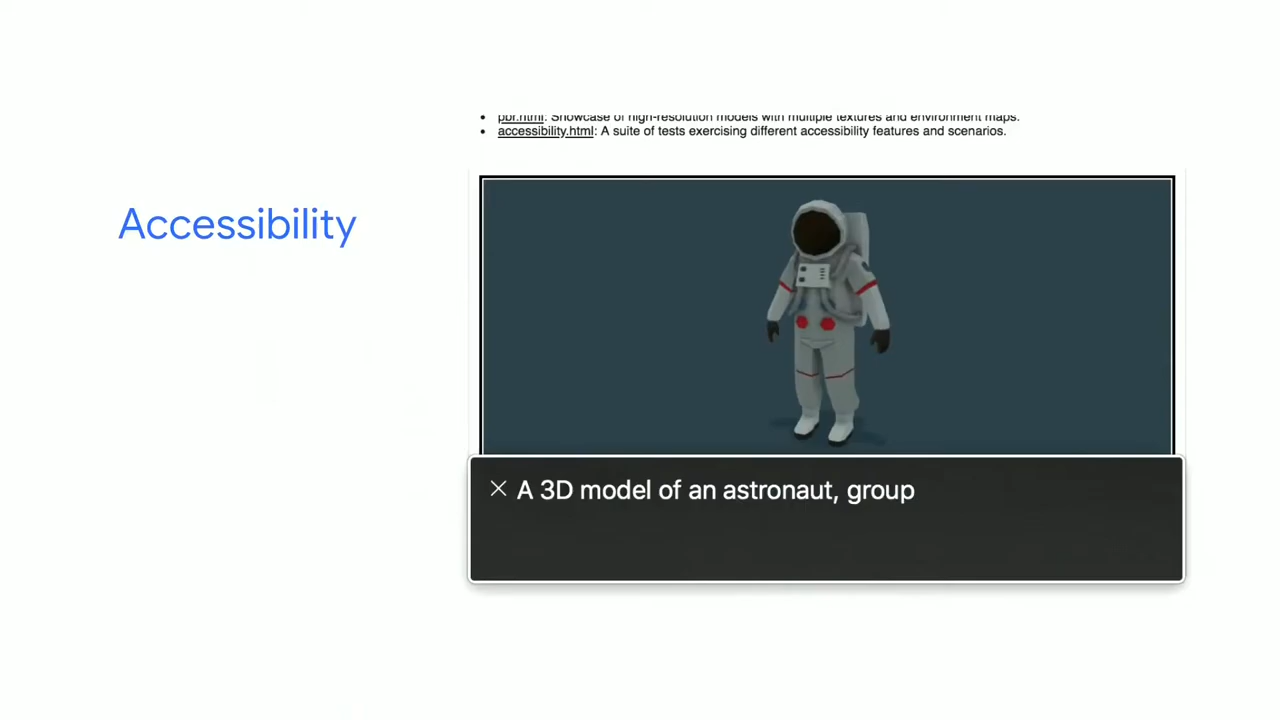 Accessibility
• pbr.html: Showcase of high-resolution models with multiple textures and environment maps.
• accessibility.html: A suite of tests exercising different accessibility features and scenarios.
× A 3D model of an astronaut, group